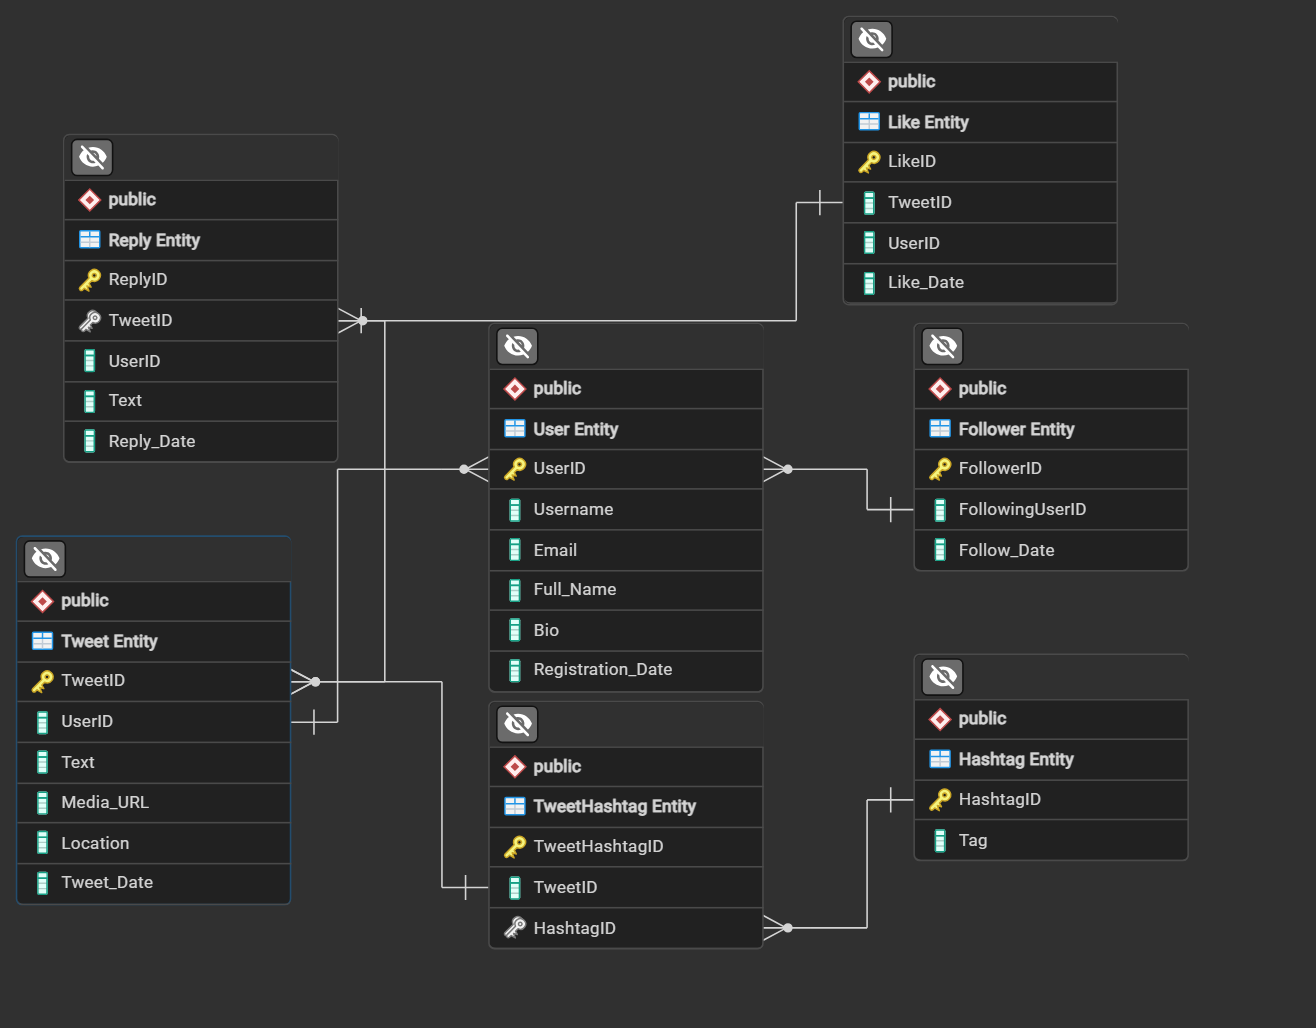 public
Like Entity
LikeID
TweetID
UserID
Like_Date
public
Reply Entity
ReplyID
TweetID
UserID
Text
Reply_Date
public
User Entity
UserID
Username
Email
Full_Name
Bio
Registration_Date
public
Follower Entity
FollowerID
FollowingUserID
Follow_Date
public
Tweet Entity
TweetID
UserID
Text
Media_URL
Location
Tweet_Date
public
TweetHashtag Entity
TweetHashtagID
TweetID
HashtagID
public
Hashtag Entity
HashtagID
Tag